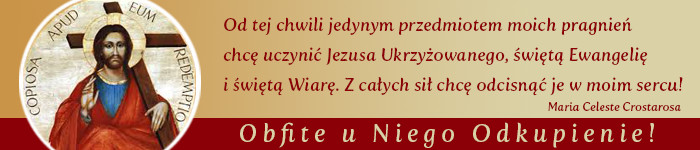 COPIOSA APUD EUM REDEMPTIO
Od tej chwili jedynym przedmiotem moich pragnień
chcę uczynić Jezusa Ukrzyżowanego, świętą Ewangelię
i świętą Wiarę. Z całych sił chcę odcisnąć je w moim sercu!
Maria Celeste Crostarosa
Obfite u Niego Odkupienie!